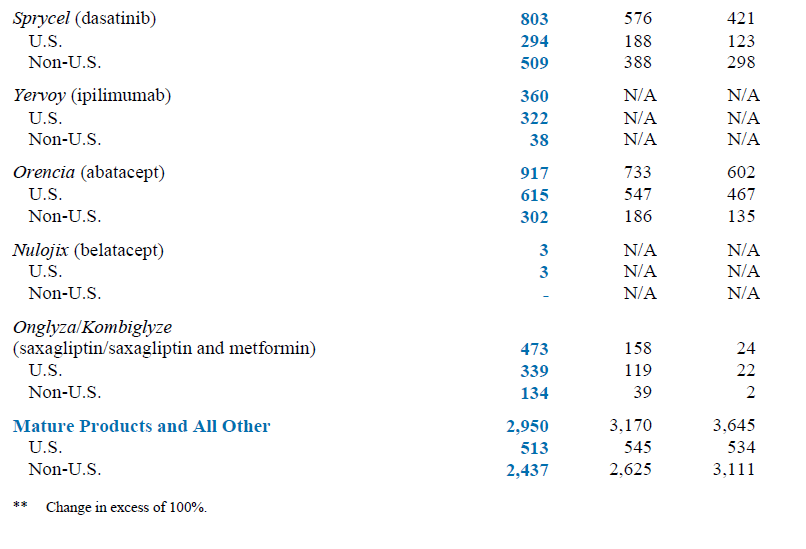 Sprycel (dasatinib) 803 576 421
U.S. 294 188 123
Non-U.S. 509 388 298
Yervoy (ipilimumab) 360 N/A N/A
U.S. 322 N/A N/A
Non-U.S. 38 N/A N/A
Orencia (abatacept) 917 733 602
U.S. 615 547 467
Non-U.S. 302 186 135
Nulojix (belatacept) 3 N/A N/A
U.S. 3 N/A N/A
Non-U.S. - N/A N/A
Onglyza/Kombiglyze
(saxagliptin/saxagliptin and metformin) 473 158 24
U.S. 339 119 22
Non-U.S. 134 39 2
Mature Products and All Other 2,950 3,170 3,645
U.S. 513 545 534
Non-U.S. 2,437 2,625 3,111
** Change in excess of 100%.